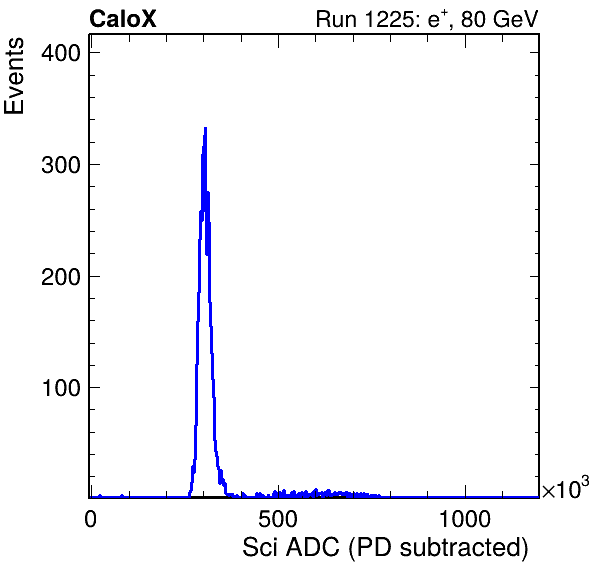 CaloX Run 1225: e⁺, 80 GeV
Events
400
300
200
100
0 500 1000 ×10³
Sci ADC (PD subtracted)